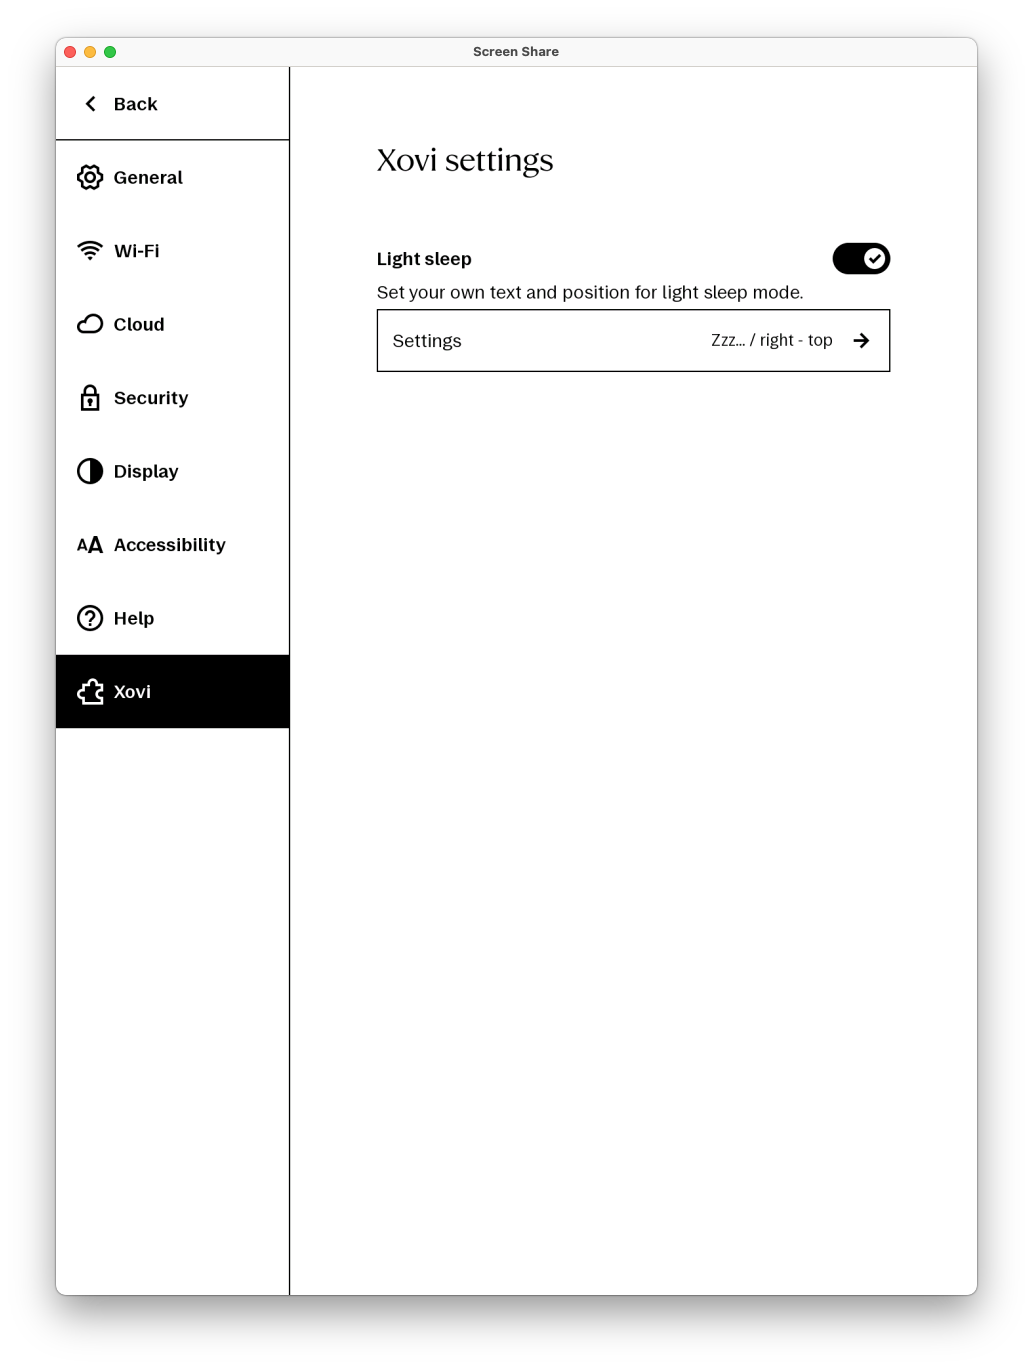 Screen Share
Back
General
Wi-Fi
Cloud
Security
Display
AA Accessibility
Help
Xovi
Xovi settings
Light sleep
Set your own text and position for light sleep mode.
Settings Zzz... / right - top